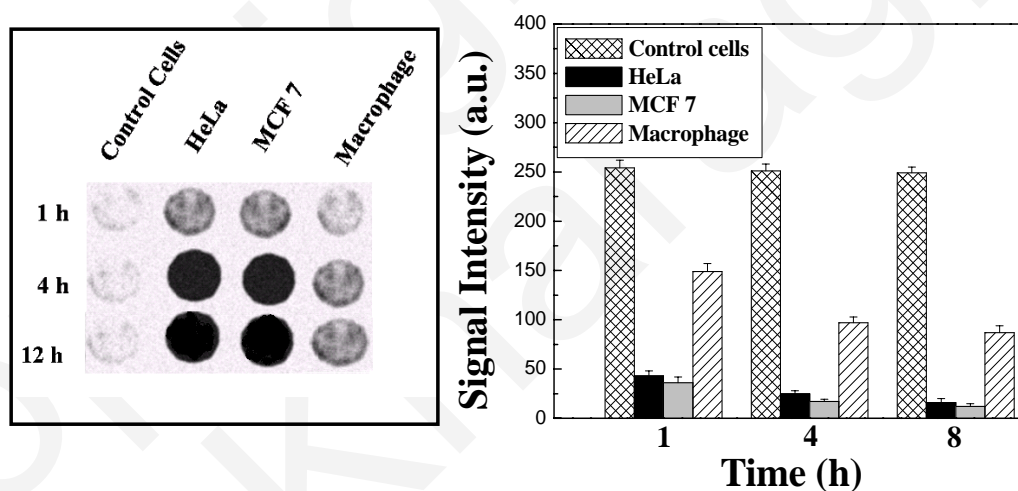 Control Cells
HeLa
MCF 7
Macrophage
1 h
4 h
12 h
Signal Intensity (a.u.)
400
350
300
250
200
150
100
50
0
Control cells
HeLa
MCF 7
Macrophage
1
4
8
Time (h)